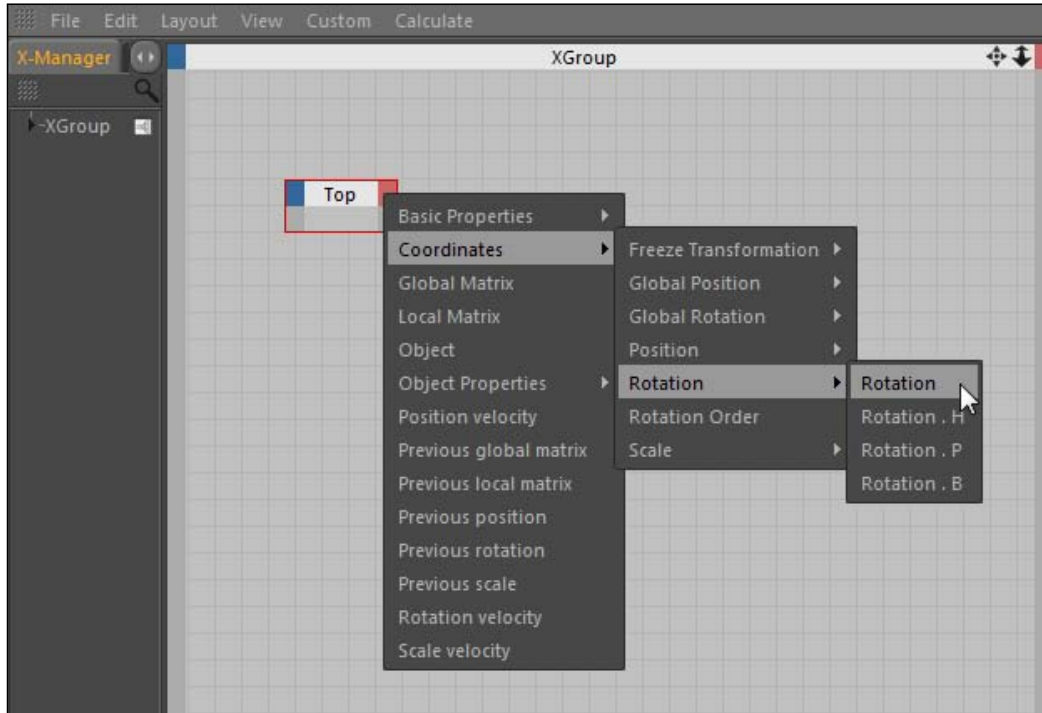 File Edit Layout View Custom Calculate
X-Manager
XGroup
XGroup
Top
Basic Properties
Coordinates
Global Matrix
Local Matrix
Object
Object Properties
Position velocity
Previous global matrix
Previous local matrix
Previous position
Previous rotation
Previous scale
Rotation velocity
Scale velocity
Freeze Transformation
Global Position
Global Rotation
Position
Rotation
Rotation Order
Scale
Rotation
Rotation . H
Rotation . P
Rotation . B